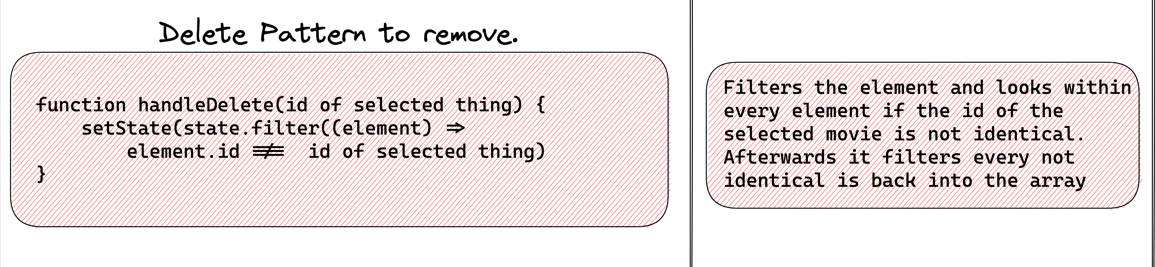 Delete Pattern to remove.
function handleDelete(id of selected thing) {
    setState(state.filter((element) =>
        element.id !== id of selected thing)
}
Filters the element and looks within
every element if the id of the
selected movie is not identical.
Afterwards it filters every not
identical is back into the array